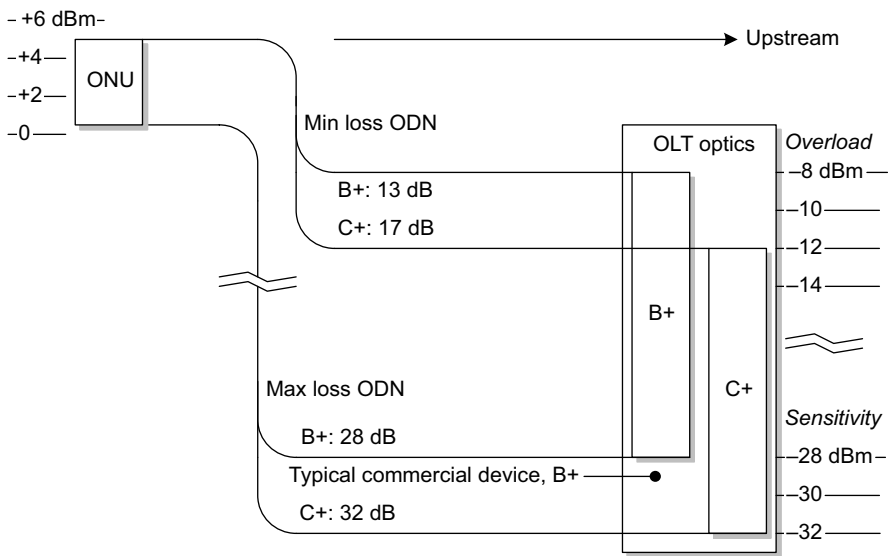 +6 dBm
+4
+2
0
ONU
Upstream
Min loss ODN
B+: 13 dB
C+: 17 dB
OLT optics
Overload
–8 dBm
–10
–12
–14
B+
C+
Max loss ODN
B+: 28 dB
Typical commercial device, B+
C+: 32 dB
Sensitivity
–28 dBm
–30
–32